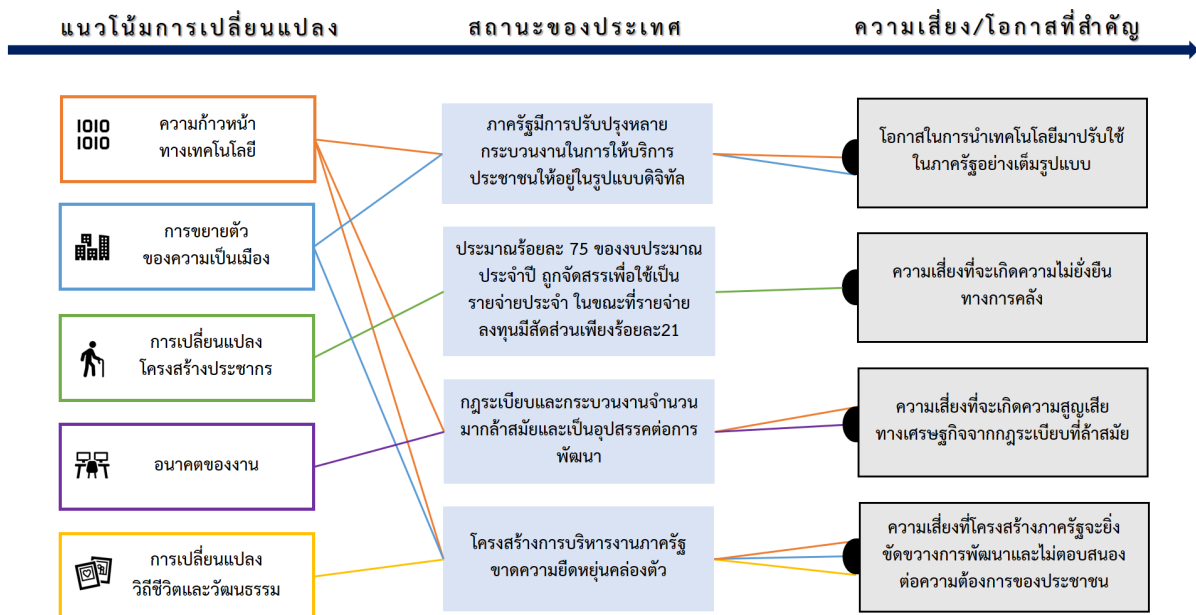 แนวโน้มการเปลี่ยนแปลง
สถานะของประเทศ
ความเสี่ยง/โอกาสที่สำคัญ
1010
1010
ความก้าวหน้า
ทางเทคโนโลยี
การขยายตัว
ของความเป็นเมือง
การเปลี่ยนแปลง
โครงสร้างประชากร
อนาคตของงาน
การเปลี่ยนแปลง
วิถีชีวิตและวัฒนธรรม
ภาครัฐมีการปรับปรุงหลาย
กระบวนงานในการให้บริการ
ประชาชนให้อยู่ในรูปแบบดิจิทัล
ประมาณร้อยละ 75 ของงบประมาณ
ประจำปี ถูกจัดสรรเพื่อใช้เป็น
รายจ่ายประจำ ในขณะที่รายจ่าย
ลงทุนมีสัดส่วนเพียงร้อยละ21
กฎระเบียบและกระบวนงานจำนวน
มากล้าสมัยและเป็นอุปสรรคต่อการ
พัฒนา
โครงสร้างการบริหารงานภาครัฐ
ขาดความยืดหยุ่นคล่องตัว
โอกาสในการนำเทคโนโลยีมาปรับใช้
ในภาครัฐอย่างเต็มรูปแบบ
ความเสี่ยงที่จะเกิดความไม่ยั่งยืน
ทางการคลัง
ความเสี่ยงที่จะเกิดความสูญเสีย
ทางเศรษฐกิจจากกฎระเบียบที่ล้าสมัย
ความเสี่ยงที่โครงสร้างภาครัฐจะยิ่ง
ขัดขวางการพัฒนาและไม่ตอบสนอง
ต่อความต้องการของประชาชน